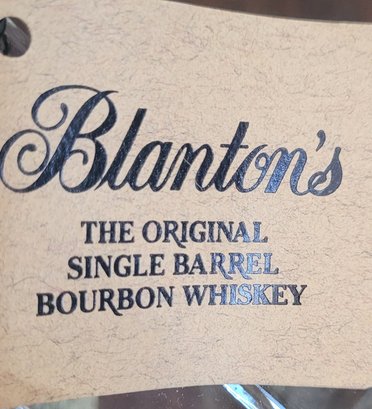 Blanton's
THE ORIGINAL
SINGLE BARREL
BOURBON WHISKEY